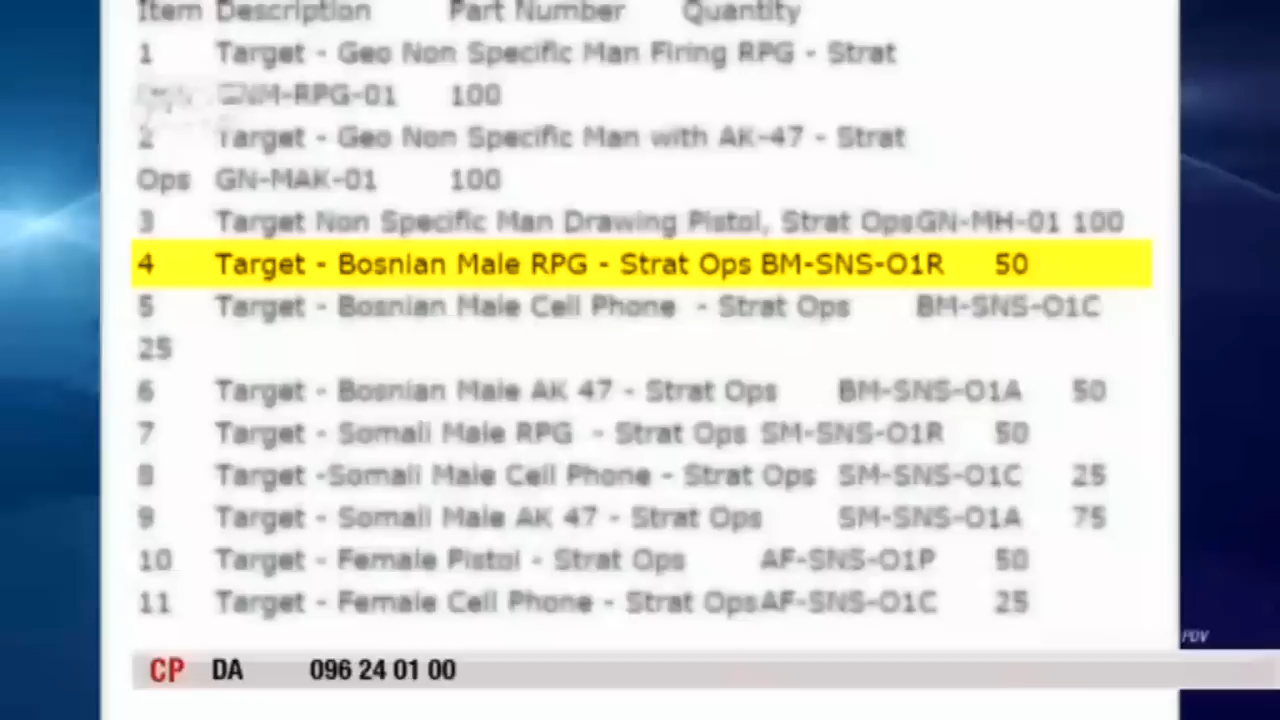 Item Description Part Number Quantity
1 Target - Geo Non Specific Man Firing RPG - Strat
GNM-RPG-01 100
2 Target - Geo Non Specific Man with AK-47 - Strat
Ops GN-MAK-01 100
3 Target Non Specific Man Drawing Pistol, Strat OpsGN-MH-01 100
4 Target - Bosnian Male RPG - Strat Ops BM-SNS-O1R 50
5 Target - Bosnian Male Cell Phone - Strat Ops BM-SNS-O1C
25
6 Target - Bosnian Male AK 47 - Strat Ops BM-SNS-O1A 50
7 Target - Somali Male RPG - Strat Ops SM-SNS-O1R 50
8 Target -Somali Male Cell Phone - Strat Ops SM-SNS-O1C 25
9 Target - Somali Male AK 47 - Strat Ops SM-SNS-O1A 75
10 Target - Female Pistol - Strat Ops AF-SNS-O1P 50
11 Target - Female Cell Phone - Strat OpsAF-SNS-O1C 25
PDV
CP DA 096 24 01 00